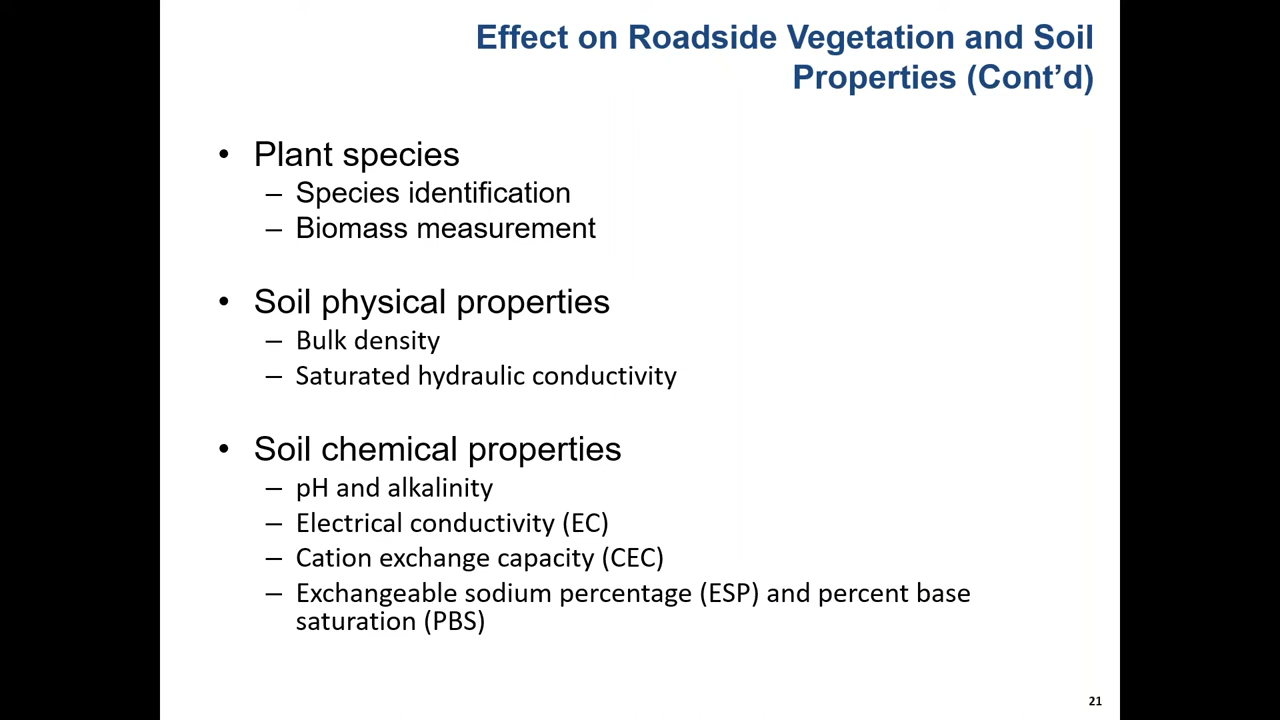 Effect on Roadside Vegetation and Soil
Properties (Cont’d)
• Plant species
– Species identification
– Biomass measurement
• Soil physical properties
– Bulk density
– Saturated hydraulic conductivity
• Soil chemical properties
– pH and alkalinity
– Electrical conductivity (EC)
– Cation exchange capacity (CEC)
– Exchangeable sodium percentage (ESP) and percent base
saturation (PBS)
21